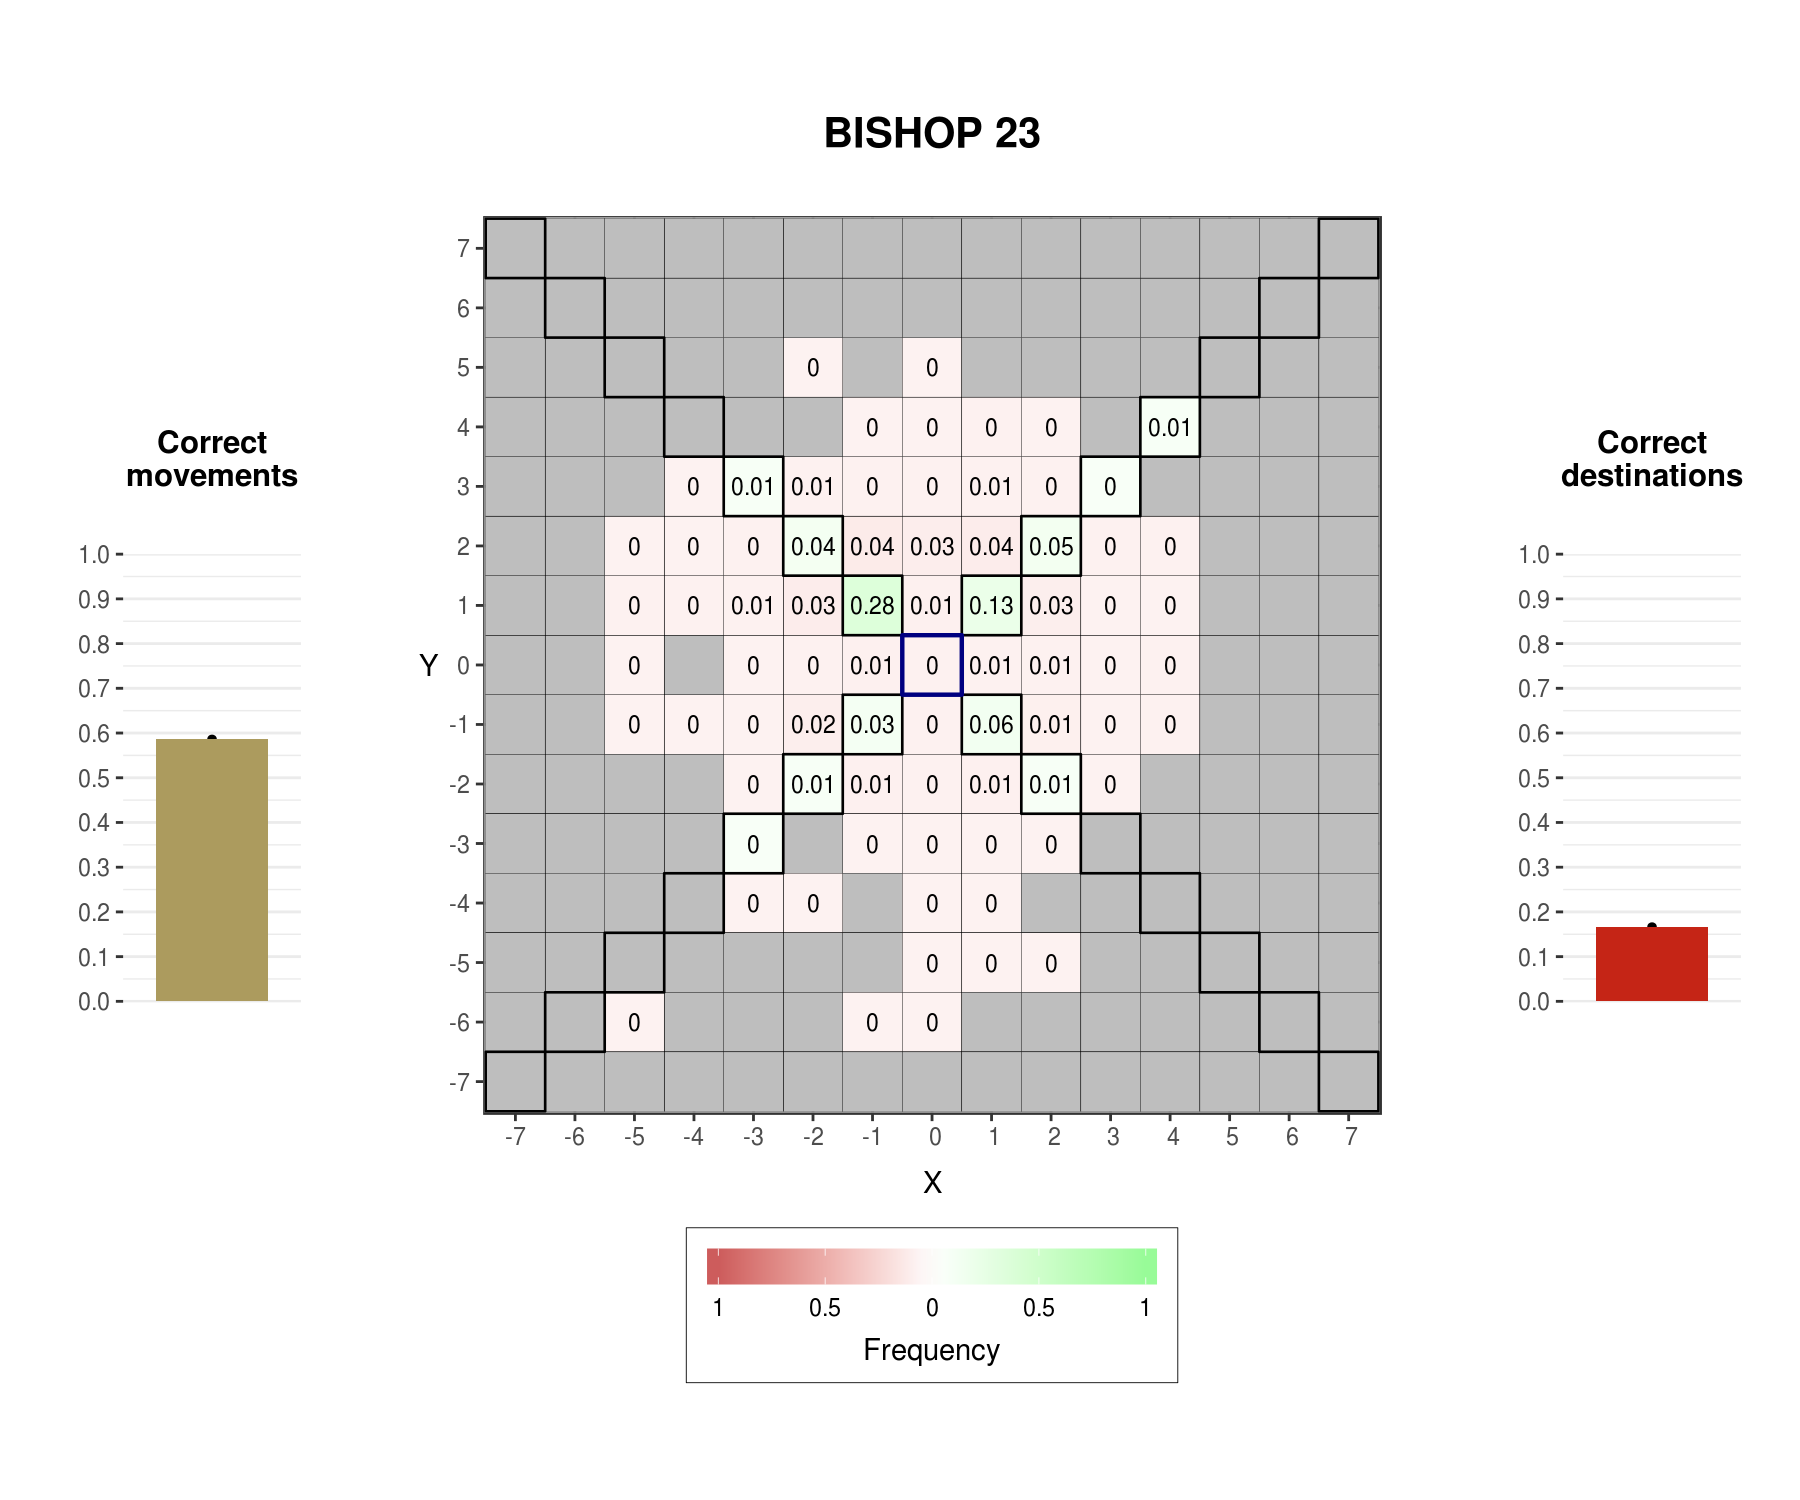 BISHOP 23
Correct
movements
1.0
0.9
0.8
0.7
0.6
0.5
0.4
0.3
0.2
0.1
0.0
Y
7
6
5 0 0
4 0 0 0 0 0.01
3 0 0.01 0.01 0 0 0.01 0 0
2 0 0 0 0.04 0.04 0.03 0.04 0.05 0 0
1 0 0 0.01 0.03 0.28 0.01 0.13 0.03 0 0
0 0 0 0 0.01 0 0.01 0.01 0 0
-1 0 0 0 0.02 0.03 0 0.06 0.01 0 0
-2 0 0.01 0.01 0 0.01 0.01 0
-3 0 0 0 0 0
-4 0 0 0 0
-5 0 0 0
-6 0 0 0
-7
-7 -6 -5 -4 -3 -2 -1 0 1 2 3 4 5 6 7
X
1 0.5 0 0.5 1
Frequency
Correct
destinations
1.0
0.9
0.8
0.7
0.6
0.5
0.4
0.3
0.2
0.1
0.0